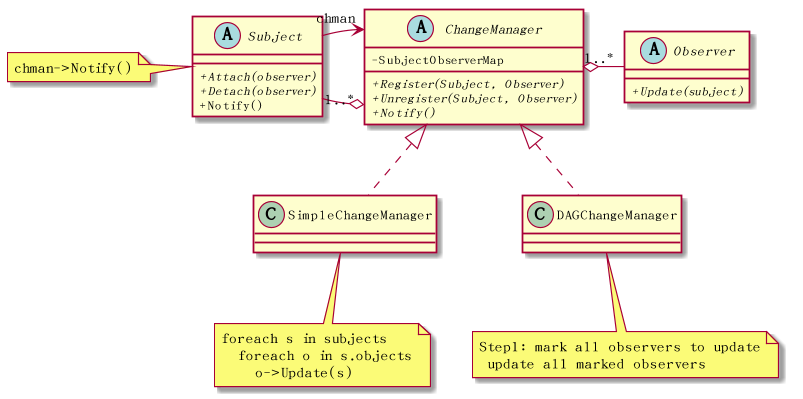 chman->Notify()
A Subject
+Attach(observer)
+Detach(observer)
+Notify()
chman
1..*
A ChangeManager
-SubjectObserverMap
+Register(Subject, Observer)
+Unregister(Subject, Observer)
+Notify()
1..*
A Observer
+Update(subject)
C SimpleChangeManager
C DAGChangeManager
foreach s in subjects
foreach o in s.objects
o->Update(s)
Step1: mark all observers to update
update all marked observers